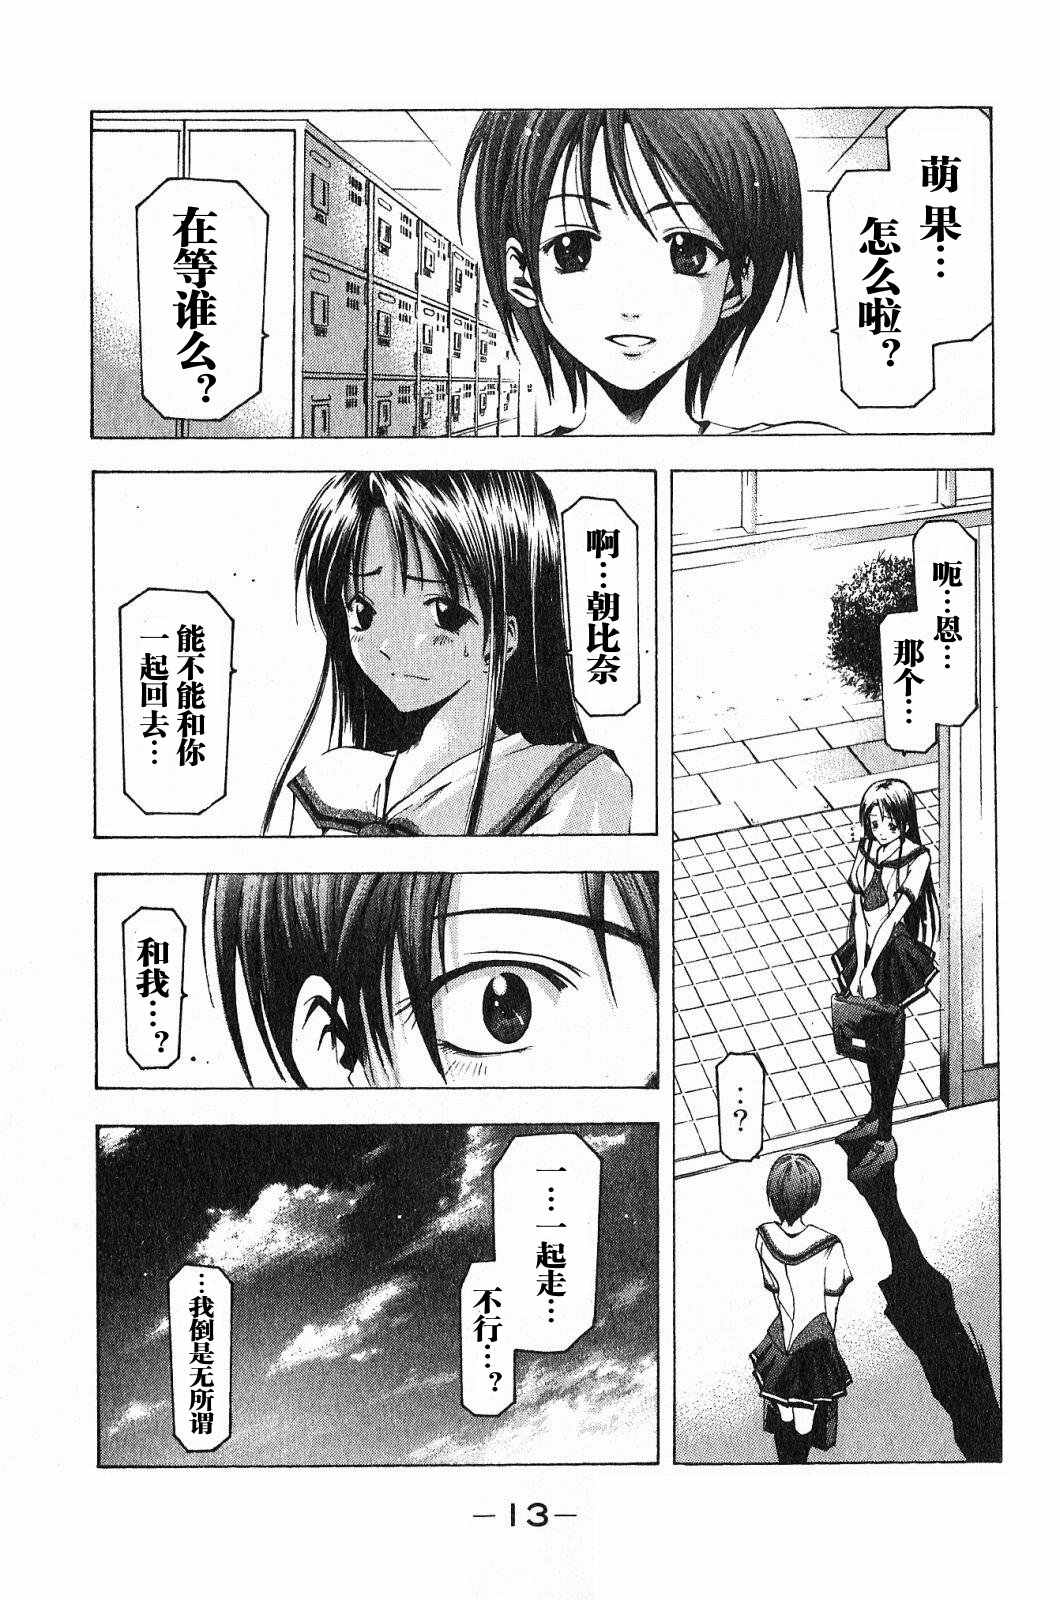 萌果…
怎么啦？
在等谁么？
呃…恩…
那个…
…？
啊…朝比奈
能不能和你
一起回去…
和我…？
一…一起走…
不行…？
…我倒是无所谓
－13－